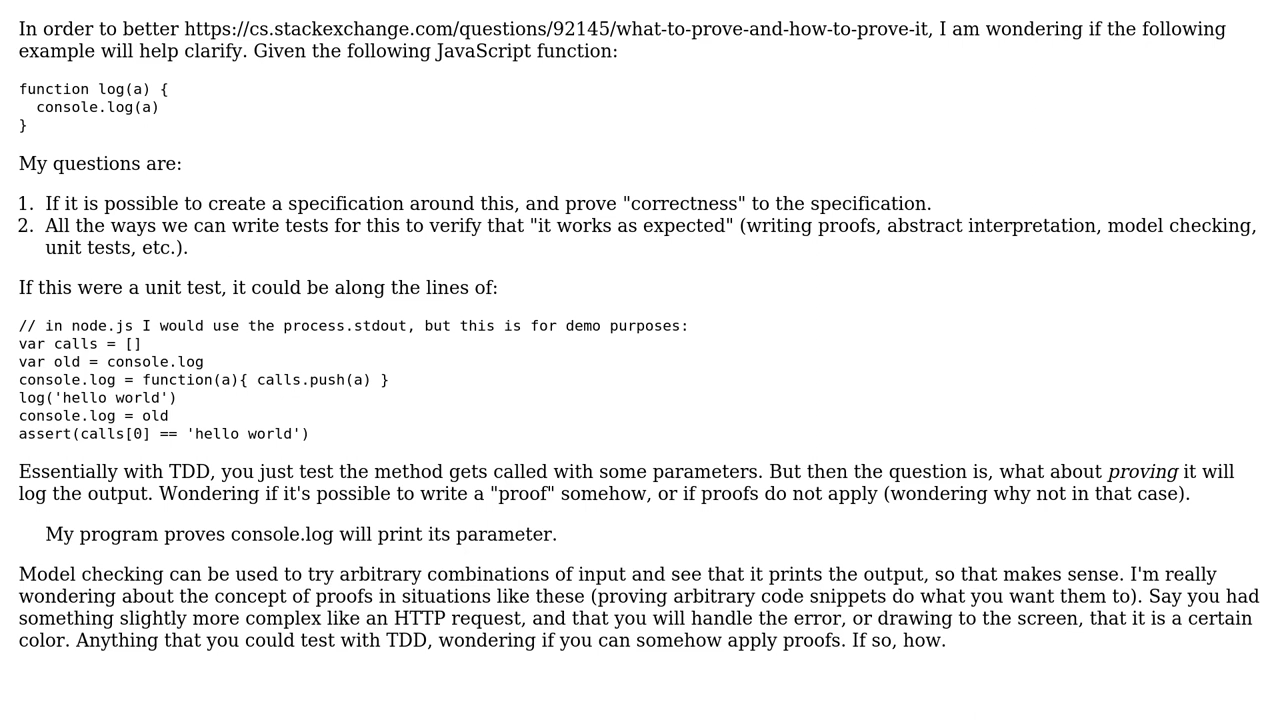 In order to better https://cs.stackexchange.com/questions/92145/what-to-prove-and-how-to-prove-it, I am wondering if the following
example will help clarify. Given the following JavaScript function:
function log(a) {
  console.log(a)
}
My questions are:
1. If it is possible to create a specification around this, and prove "correctness" to the specification.
2. All the ways we can write tests for this to verify that "it works as expected" (writing proofs, abstract interpretation, model checking,
unit tests, etc.).
If this were a unit test, it could be along the lines of:
// in node.js I would use the process.stdout, but this is for demo purposes:
var calls = []
var old = console.log
console.log = function(a){ calls.push(a) }
log('hello world')
console.log = old
assert(calls[0] == 'hello world')
Essentially with TDD, you just test the method gets called with some parameters. But then the question is, what about proving it will
log the output. Wondering if it's possible to write a "proof" somehow, or if proofs do not apply (wondering why not in that case).
My program proves console.log will print its parameter.
Model checking can be used to try arbitrary combinations of input and see that it prints the output, so that makes sense. I'm really
wondering about the concept of proofs in situations like these (proving arbitrary code snippets do what you want them to). Say you had
something slightly more complex like an HTTP request, and that you will handle the error, or drawing to the screen, that it is a certain
color. Anything that you could test with TDD, wondering if you can somehow apply proofs. If so, how.